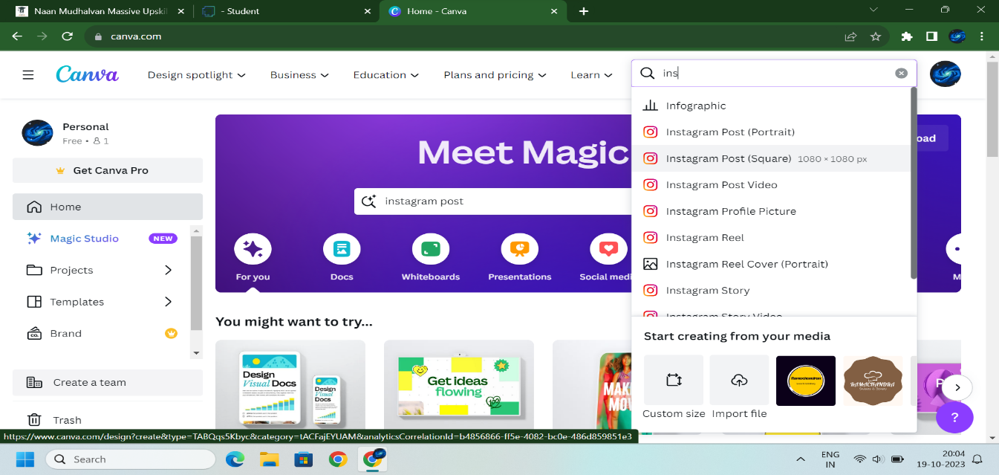 Naan Mudhalvan Massive Upskil
- Student
Home - Canva
canva.com
Canva
Design spotlight
Business
Education
Plans and pricing
Learn
ins
Personal
Free • 1
Get Canva Pro
Home
Magic Studio NEW
Projects
Templates
Brand
Create a team
Trash
Meet Magic
oad
instagram post
For you
Docs
Whiteboards
Presentations
Social medi
M
Infographic
Instagram Post (Portrait)
Instagram Post (Square) 1080 × 1080 px
Instagram Post Video
Instagram Profile Picture
Instagram Reel
Instagram Reel Cover (Portrait)
Instagram Story
Instagram Story Video
Start creating from your media
Custom size
Import file
RAMACHANDRA
You might want to try...
Design
Visual Docs
Design
Visual
Docs
Get ideas
flowing
100
MAK
MO
P
?
https://www.canva.com/design?create&type=TABQqs5Kbyc&category=tACFajEYUAM&analyticsCorrelationId=b4856866-ff5e-4082-bc0e-486d859851e3
Search
ENG
IN
20:04
19-10-2023